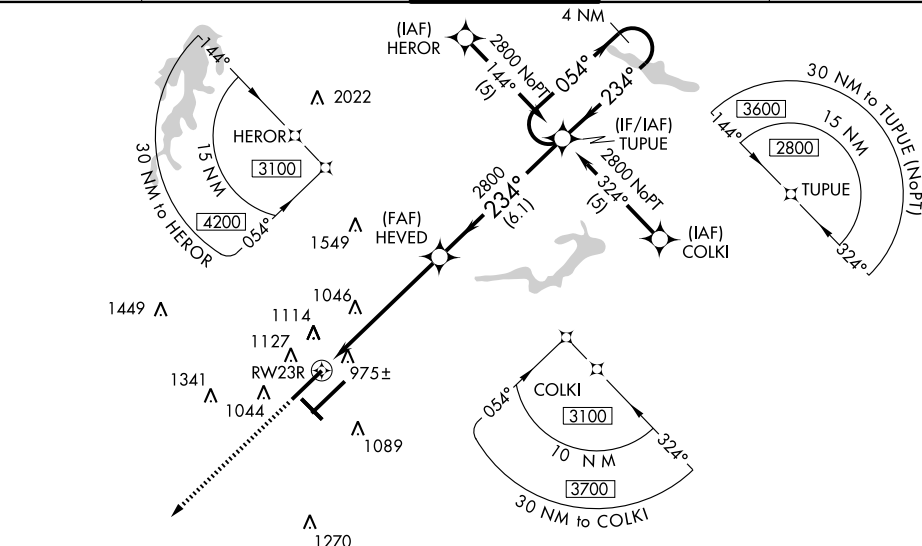 (IAF)
HEROR
4 NM
2800 NoPT
144°
(5)
054°
234°
(IF/IAF)
TUPUE
2800 NoPT
324°
(5)
(IAF)
COLKI
2800
234°
(6.1)
(FAF)
HEVED
144°
HEROR
3100
15 NM
4200
30 NM to HEROR
054°
2022
1549
30 NM to TUPUE (NoPT)
3600
15 NM
144°
2800
TUPUE
324°
1449
1046
1114
1127
RW23R
975±
1341
1044
1089
1270
054°
COLKI
3100
324°
10 NM
3700
30 NM to COLKI